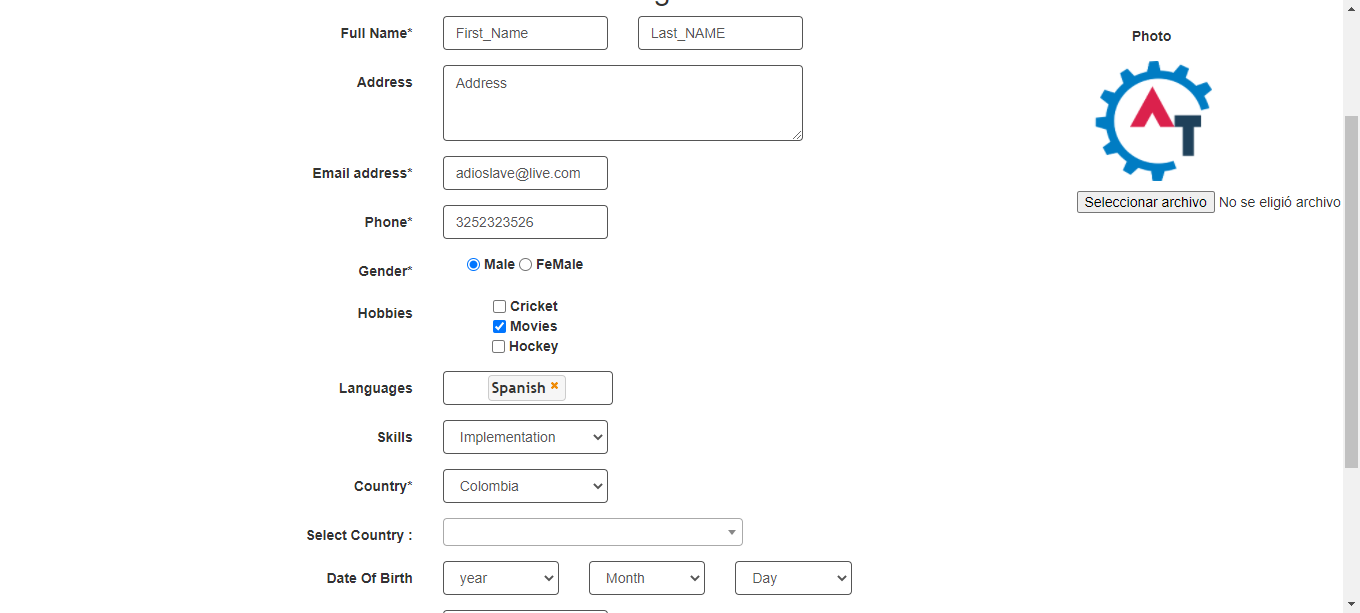 Full Name* First_Name Last_NAME
Photo
Address Address
AT
Email address* adioslave@live.com
Seleccionar archivo No se eligió archivo
Phone* 3252323526
Gender* Male FeMale
Hobbies Cricket
Movies
Hockey
Languages Spanish
Skills Implementation
Country* Colombia
Select Country :
Date Of Birth year Month Day